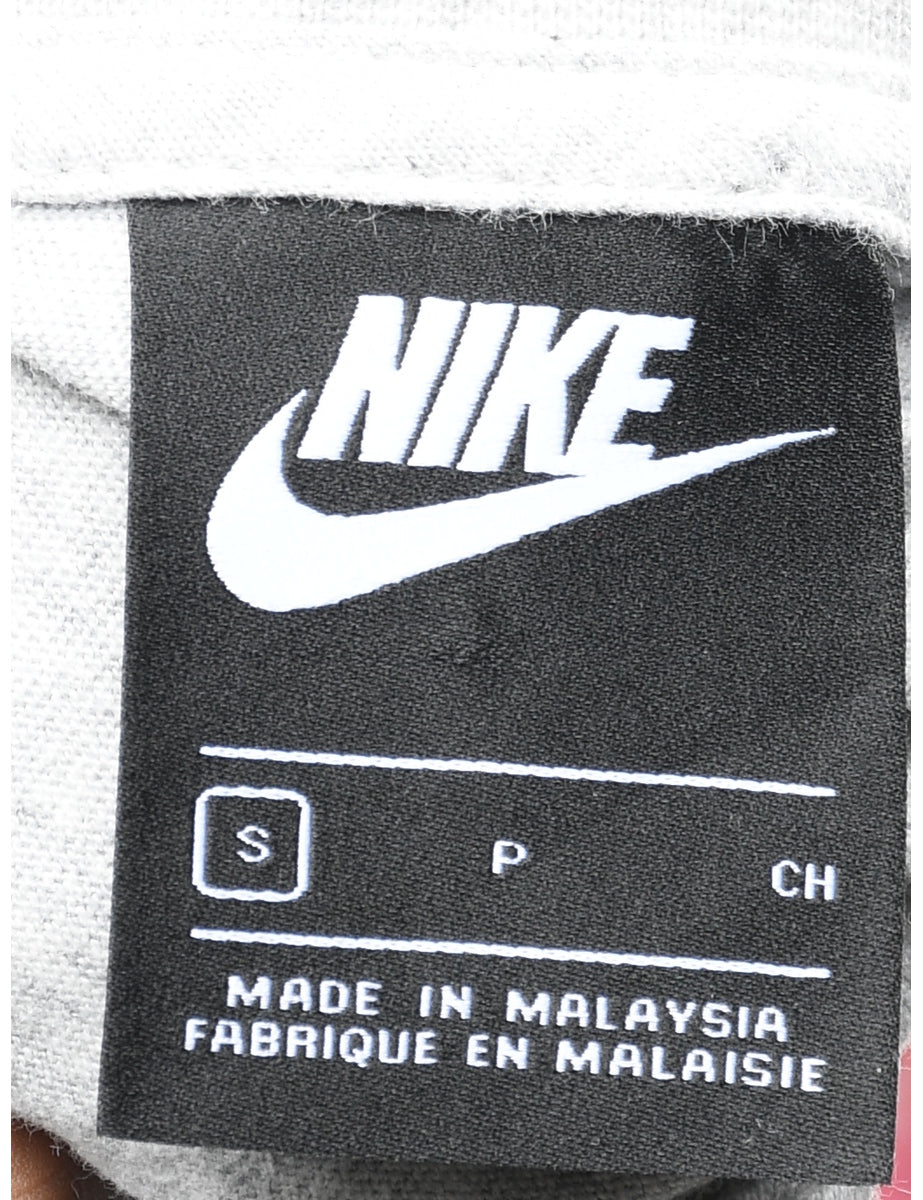 NIKE
S P CH
MADE IN MALAYSIA
FABRIQUE EN MALAISIE